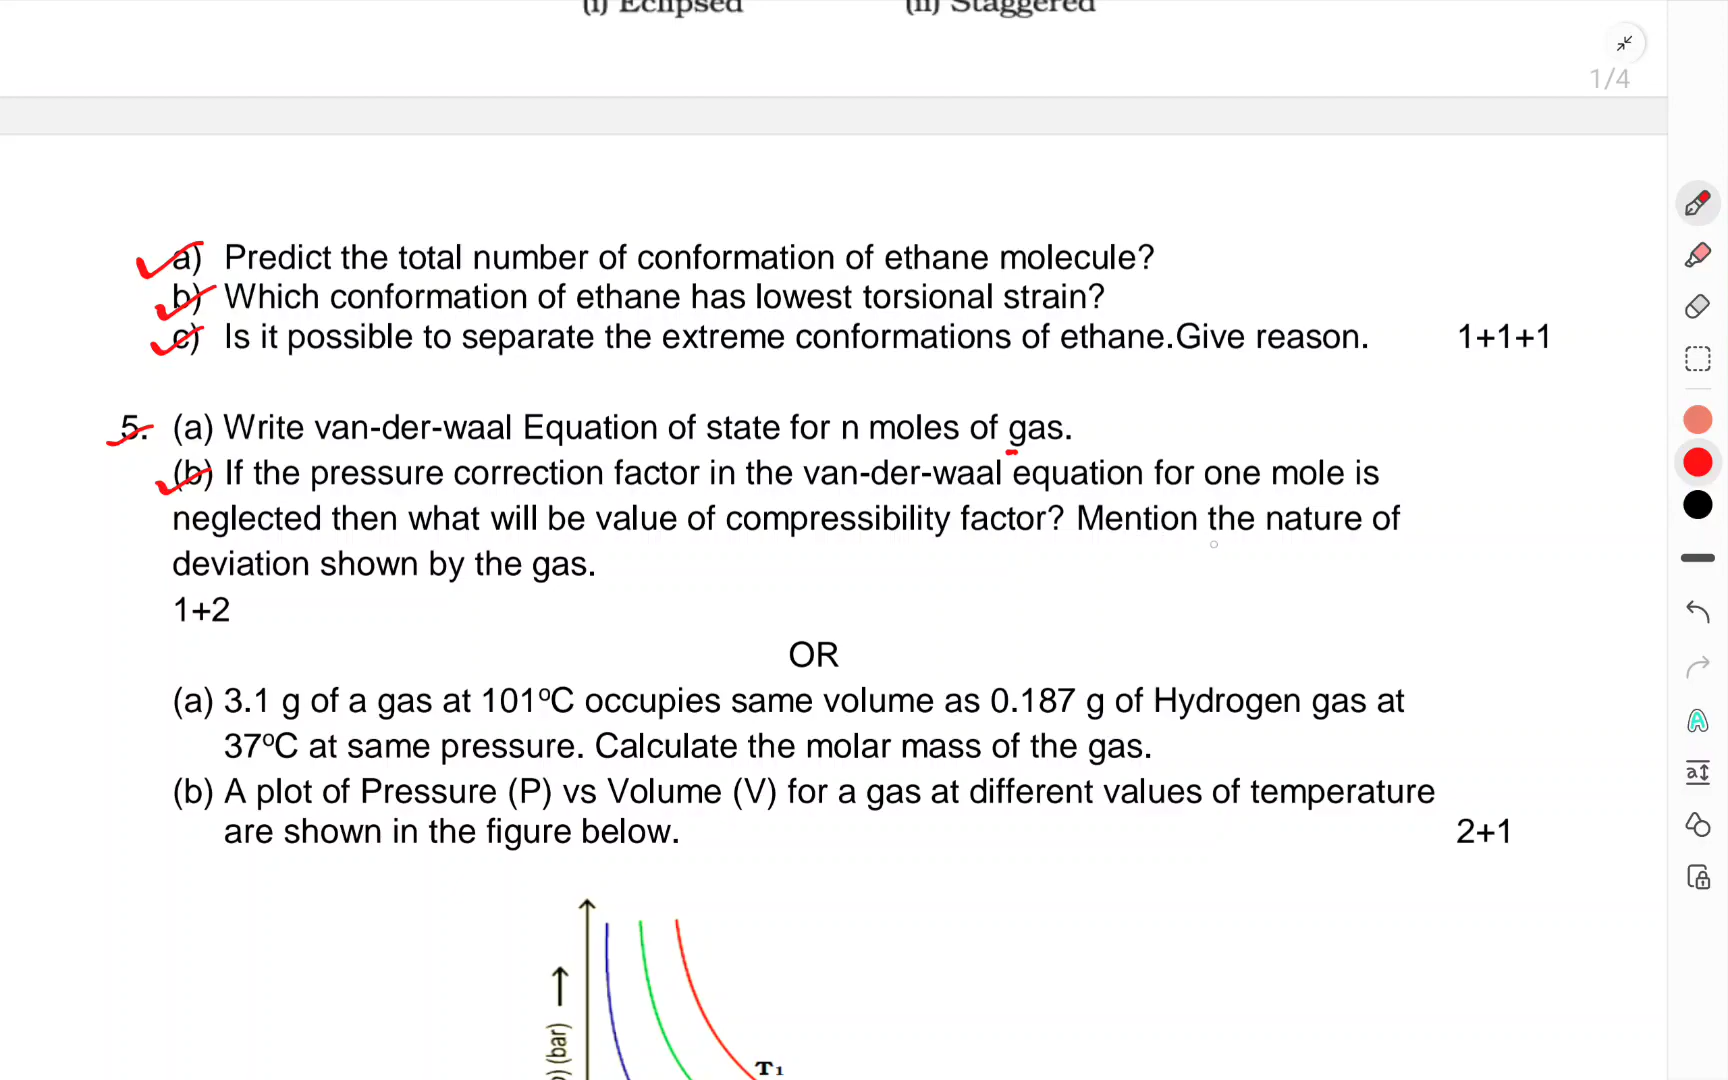 (i) Eclipsed (ii) Staggered
1/4
a) Predict the total number of conformation of ethane molecule?
b) Which conformation of ethane has lowest torsional strain?
c) Is it possible to separate the extreme conformations of ethane.Give reason. 1+1+1
5. (a) Write van-der-waal Equation of state for n moles of gas.
(b) If the pressure correction factor in the van-der-waal equation for one mole is
neglected then what will be value of compressibility factor? Mention the nature of
deviation shown by the gas.
1+2
OR
(a) 3.1 g of a gas at 101ºC occupies same volume as 0.187 g of Hydrogen gas at
37ºC at same pressure. Calculate the molar mass of the gas.
(b) A plot of Pressure (P) vs Volume (V) for a gas at different values of temperature
are shown in the figure below. 2+1
(bar)
T1